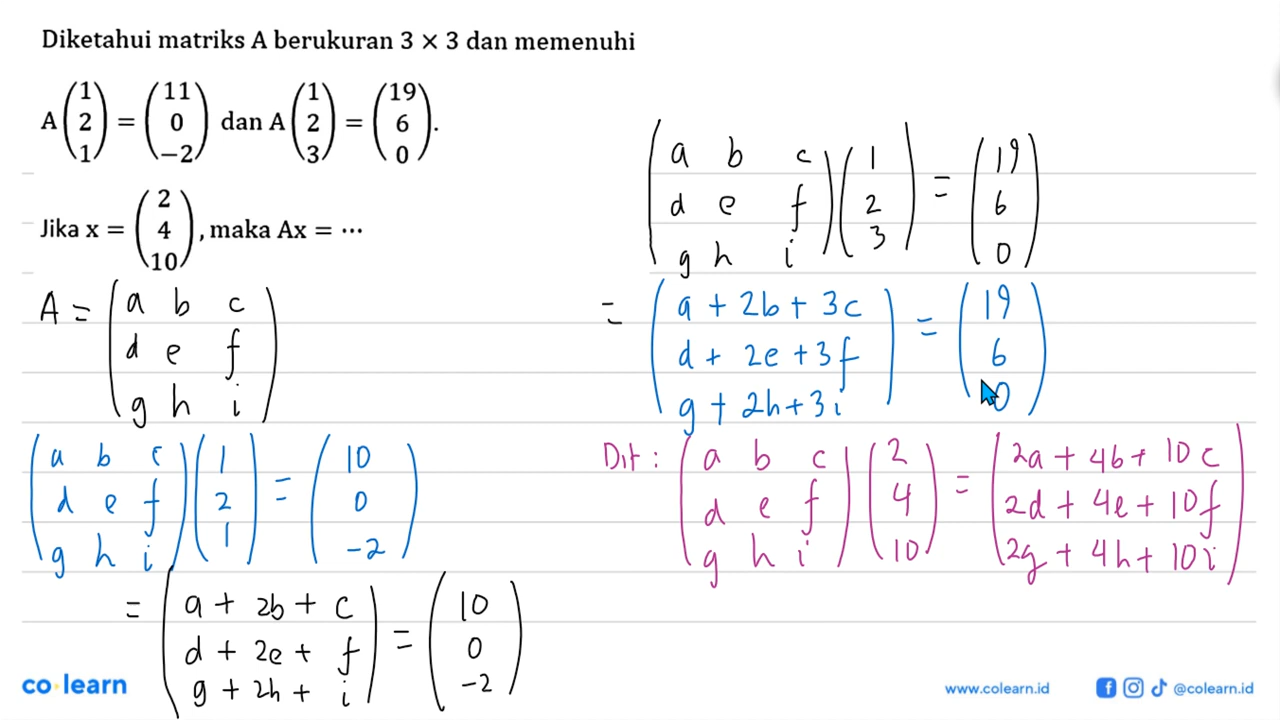 Diketahui matriks A berukuran 3 × 3 dan memenuhi
A(1 2 1) = (11 0 −2) dan A(1 2 3) = (19 6 0).
Jika x = (2 4 10), maka Ax = ⋯
A = (a b c
d e f
g h i)
(a b c
d e f
g h i)(1 2 1) = (10 0 -2)
= (a + 2b + c
d + 2e + f
g + 2h + i) = (10 0 -2)
(a b c
d e f
g h i)(1 2 3) = (19 6 0)
= (a + 2b + 3c
d + 2e + 3f
g + 2h + 3i) = (19 6 0)
Dit : (a b c
d e f
g h i)(2 4 10) = (2a + 4b + 10c
2d + 4e + 10f
2g + 4h + 10i)
co learn
www.colearn.id
@colearn.id